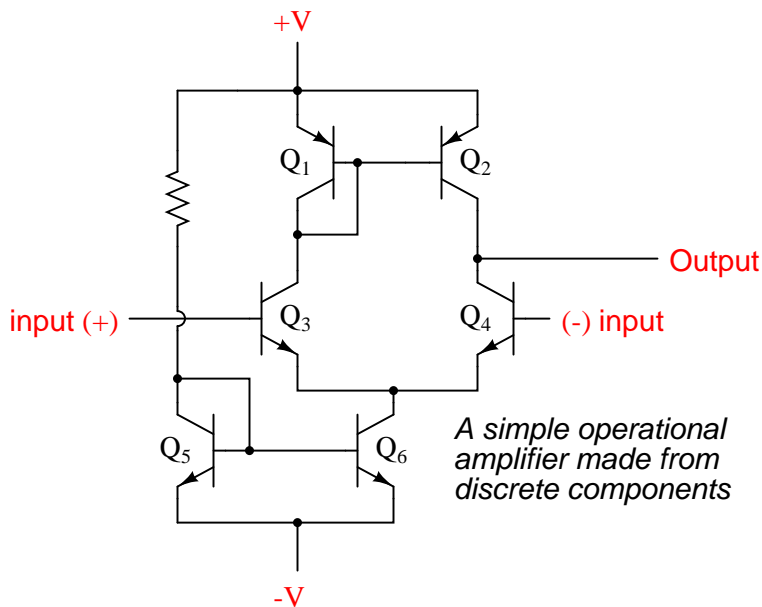 +V
Q1
Q2
Output
input (+)
Q3
Q4
(-) input
Q5
Q6
A simple operational
amplifier made from
discrete components
-V